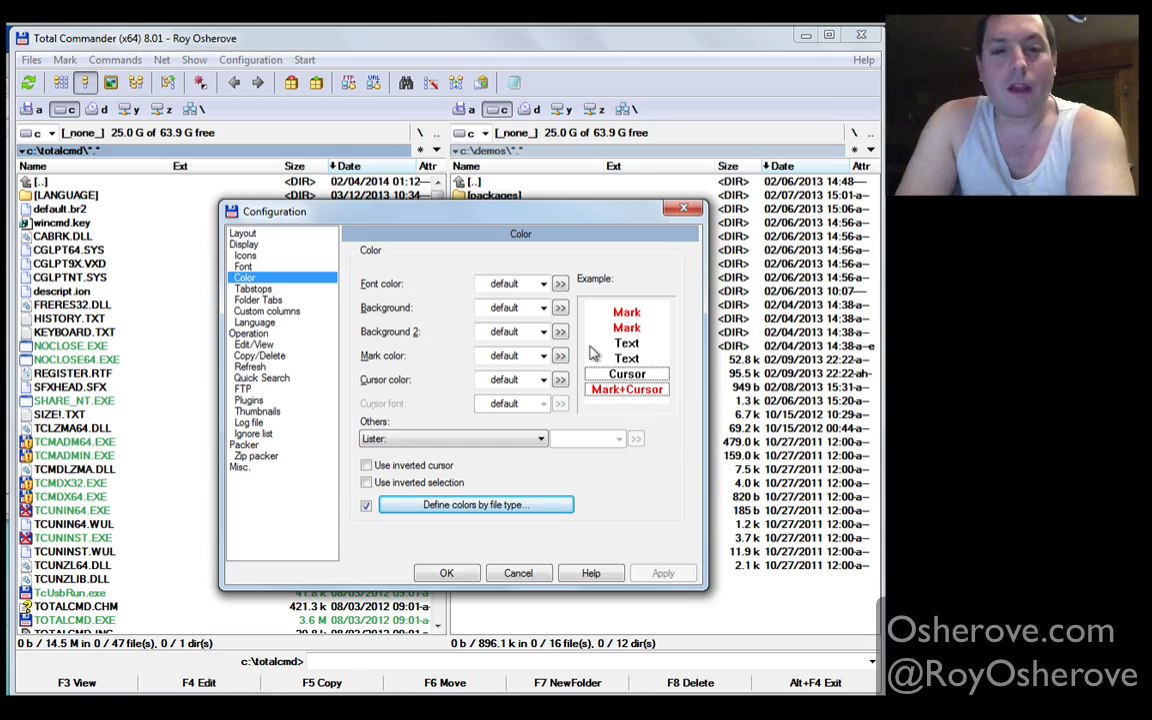 Total Commander (x64) 8.01 - Roy Osherove
Files Mark Commands Net Show Configuration Start Help
FTP URL
a c d y z \ a c d y z \
c [_none_] 25.0 G of 63.9 G free \ .. c [_none_] 25.0 G of 63.9 G free \ ..
c:\totalcmd\*.* * c:\demos\*.* *
Name Ext Size Date Attr Name Ext Size Date Attr
[..] <DIR> 02/04/2014 01:12— [..] <DIR> 02/06/2013 14:48—
[LANGUAGE] <DIR> 03/12/2013 10:34 [packages] <DIR> 02/07/2013 15:01-a—
default.br2 <DIR> 02/06/2013 15:06-a—
wincmd.key <DIR> 02/06/2013 14:56-a—
CABRK.DLL <DIR> 02/06/2013 14:56-a—
CGLPT64.SYS <DIR> 02/06/2013 14:56-a—
CGLPT9X.VXD <DIR> 02/06/2013 14:56-a—
CGLPTNT.SYS <DIR> 02/06/2013 14:56-a—
descript.ion <DIR> 02/06/2013 10:07—
FRERES32.DLL <DIR> 02/09/2013 14:38-a—
HISTORY.TXT <DIR> 02/09/2013 14:38-a—
KEYBOARD.TXT <DIR> 02/09/2013 14:38-a—
NOCLOSE.EXE <DIR> 02/04/2013 14:38-a—e
NOCLOSE64.EXE 52.8 k 02/09/2013 22:22-a—
REGISTER.RTF 95.5 k 02/09/2013 22:22-ah-
SFXHEAD.SFX 949 b 02/08/2013 15:31-a—
SHARE_NT.EXE 1.3 k 02/06/2013 15:20-a—
SIZE!.TXT 6.7 k 10/15/2012 12:00-a—
TCLZMA64.DLL 69.2 k 10/15/2012 00:44-a—
TCMADM64.EXE 479.0 k 10/27/2011 12:00-a—
TCMADMIN.EXE 159.0 k 10/27/2011 12:00-a—
TCMDLZMA.DLL 7.5 k 10/27/2011 12:00-a—
TCMDX32.EXE 4.0 k 10/27/2011 12:00-a—
TCMDX64.EXE 820 b 10/27/2011 12:00-a—
TCUNIN64.EXE 185 b 10/27/2011 12:00-a—
TCUNIN64.WUL 1.2 k 10/27/2011 12:00-a—
TCUNINST.EXE 3.7 k 10/27/2011 12:00-a—
TCUNINST.WUL 11.9 k 10/27/2011 12:00-a—
TCUNZL64.DLL 2.1 k 10/27/2011 12:00-a—
TCUNZLIB.DLL
TcUsbRun.exe 41.8 k 08/03/2012 09:01-a
TOTALCMD.CHM 421.3 k 08/03/2012 09:01-a-
TOTALCMD.EXE 3.6 M 08/03/2012 09:01-a-
0 b / 14.5 M in 0 / 47 file(s), 0 / 1 dir(s) 0 b / 896.1 k in 0 / 16 file(s), 0 / 12 dir(s)
c:\totalcmd>
F3 View F4 Edit F5 Copy F6 Move F7 NewFolder F8 Delete Alt+F4 Exit
Configuration
Layout
Display
Icons
Font
Color
Tabstops
Folder Tabs
Custom columns
Language
Operation
Edit/View
Copy/Delete
Refresh
Quick Search
FTP
Plugins
Thumbnails
Log file
Ignore list
Packer
Zip packer
Misc.
Color
Color
Font color: default >>
Background: default >>
Background 2: default >>
Mark color: default >>
Cursor color: default >>
Cursor font: default >>
Others:
Lister: >>
Use inverted cursor
Use inverted selection
Define colors by file type...
Example:
Mark
Mark
Text
Text
Cursor
Mark+Cursor
OK Cancel Help Apply
Osherove.com
@RoyOsherove